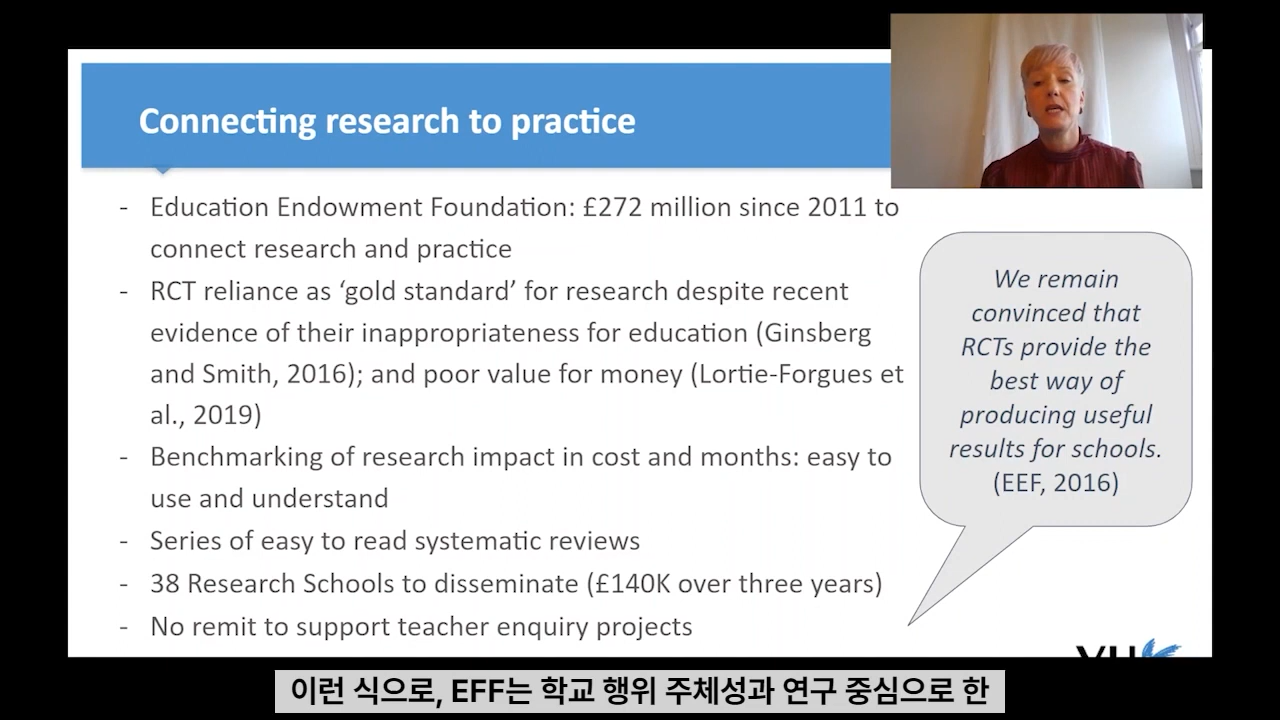 Connecting research to practice
- Education Endowment Foundation: £272 million since 2011 to
connect research and practice
- RCT reliance as ‘gold standard’ for research despite recent
evidence of their inappropriateness for education (Ginsberg
and Smith, 2016); and poor value for money (Lortie-Forgues et
al., 2019)
- Benchmarking of research impact in cost and months: easy to
use and understand
- Series of easy to read systematic reviews
- 38 Research Schools to disseminate (£140K over three years)
- No remit to support teacher enquiry projects
We remain
convinced that
RCTs provide the
best way of
producing useful
results for schools.
(EEF, 2016)
이런 식으로, EFF는 학교 행위 주체성과 연구 중심으로 한